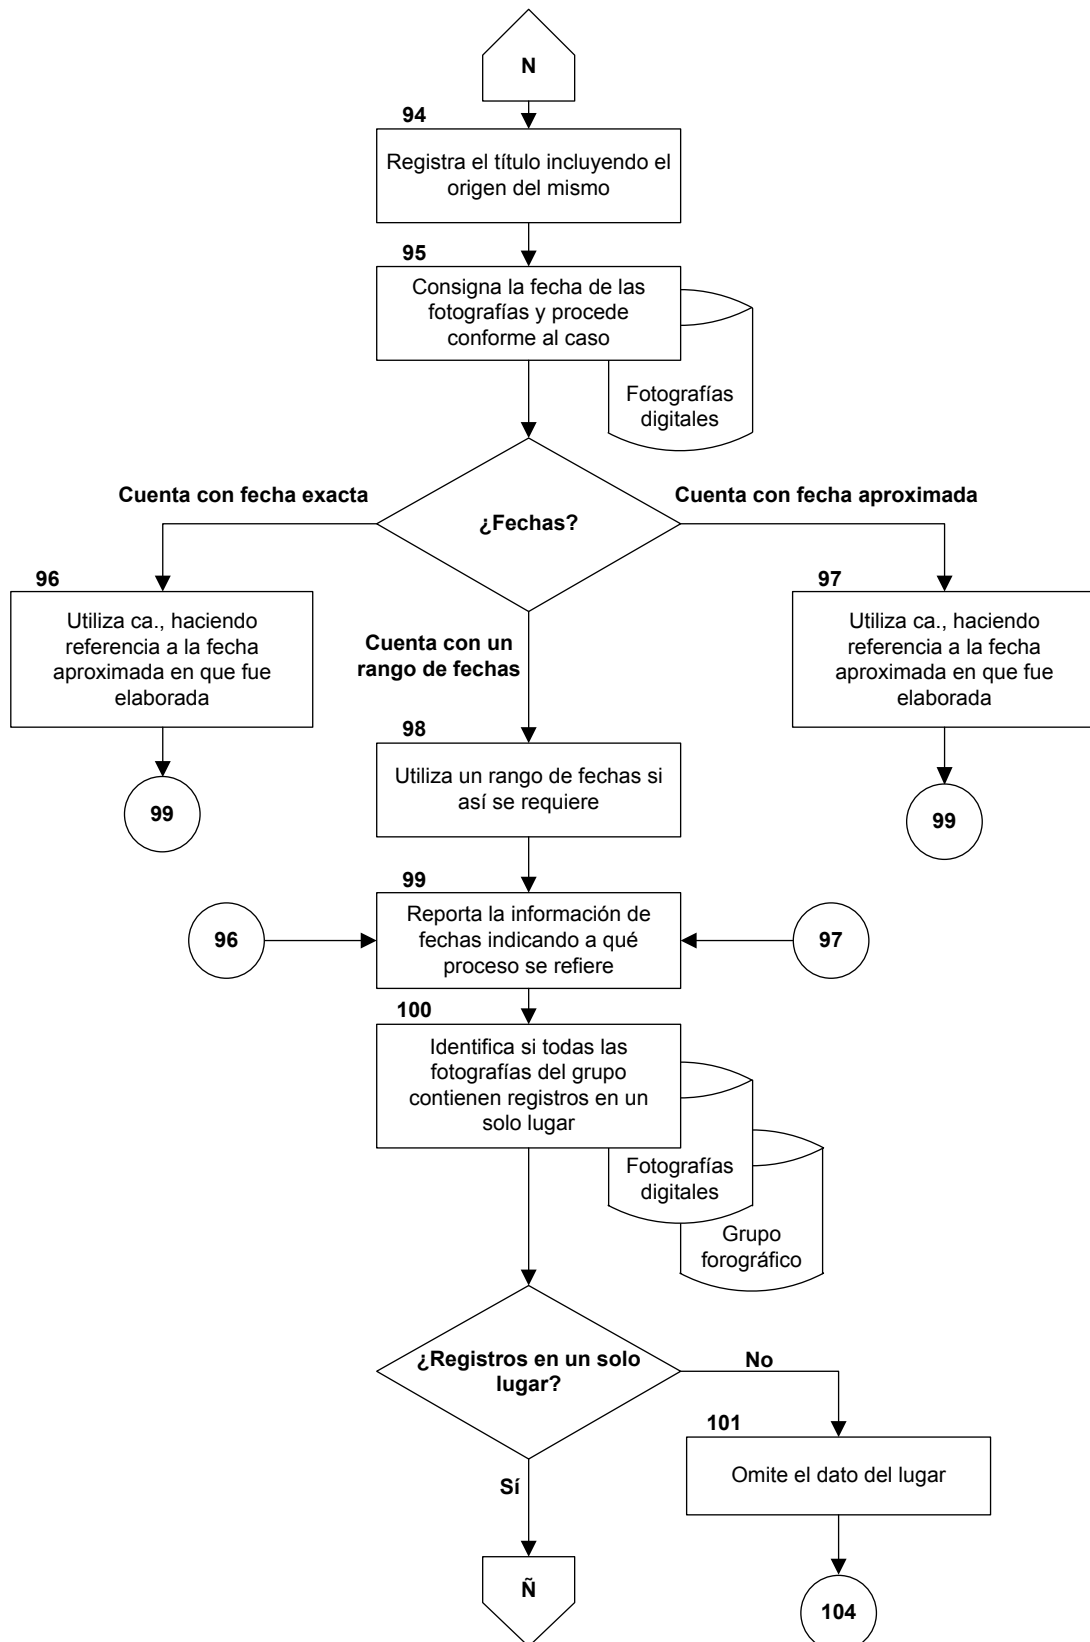 N
94
Registra el título incluyendo el
origen del mismo
95
Consigna la fecha de las
fotografías y procede
conforme al caso
Fotografías
digitales
Cuenta con fecha exacta
¿Fechas?
Cuenta con fecha aproximada
96
Utiliza ca., haciendo
referencia a la fecha
aproximada en que fue
elaborada
Cuenta con un
rango de fechas
97
Utiliza ca., haciendo
referencia a la fecha
aproximada en que fue
elaborada
98
Utiliza un rango de fechas si
así se requiere
99
99
99
Reporta la información de
fechas indicando a qué
proceso se refiere
96
97
100
Identifica si todas las
fotografías del grupo
contienen registros en un
solo lugar
Fotografías
digitales
Grupo
forográfico
¿Registros en un solo
lugar?
No
101
Omite el dato del lugar
Sí
Ñ
104